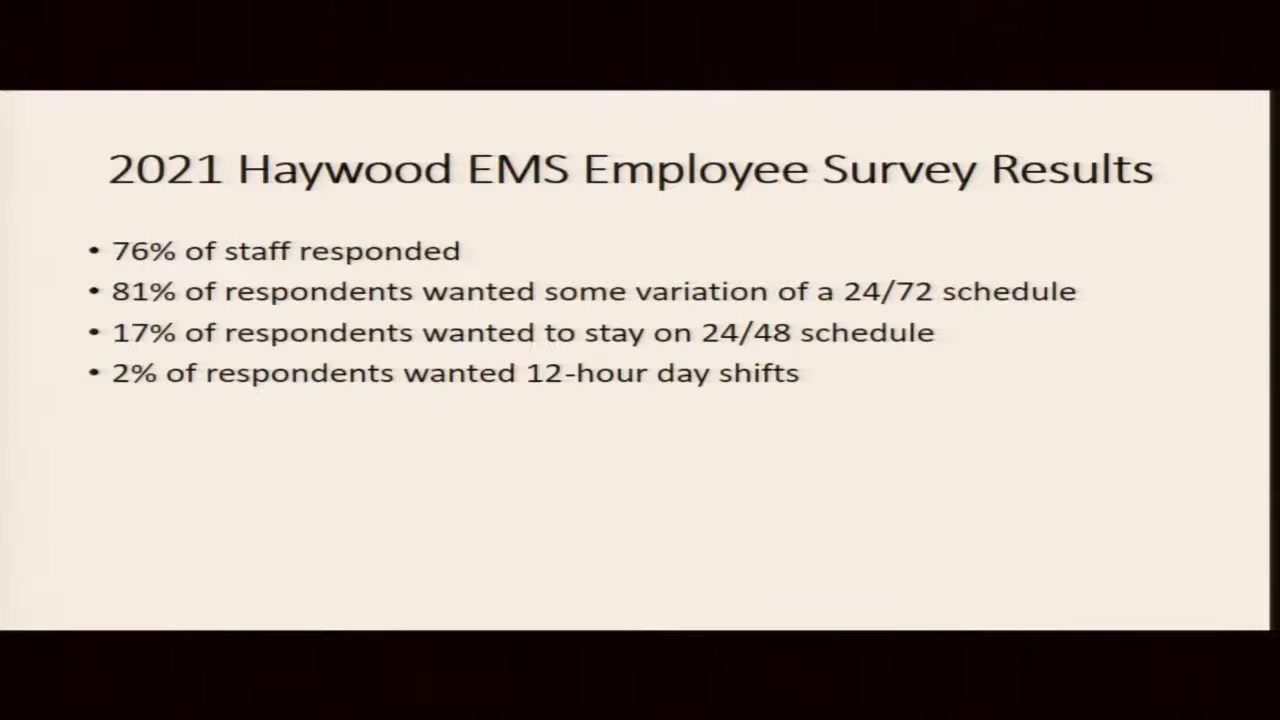 2021 Haywood EMS Employee Survey Results
• 76% of staff responded
• 81% of respondents wanted some variation of a 24/72 schedule
• 17% of respondents wanted to stay on 24/48 schedule
• 2% of respondents wanted 12-hour day shifts